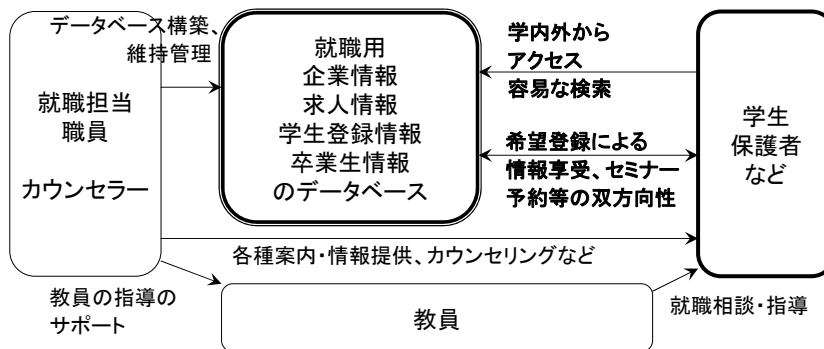 データベース構築、
維持管理
就職担当
職員
カウンセラー
就職用
企業情報
求人情報
学生登録情報
卒業生情報
のデータベース
学内外から
アクセス
容易な検索
希望登録による
情報享受、セミナー
予約等の双方向性
学生
保護者
など
各種案内・情報提供、カウンセリングなど
教員の指導の
サポート
教員
就職相談・指導